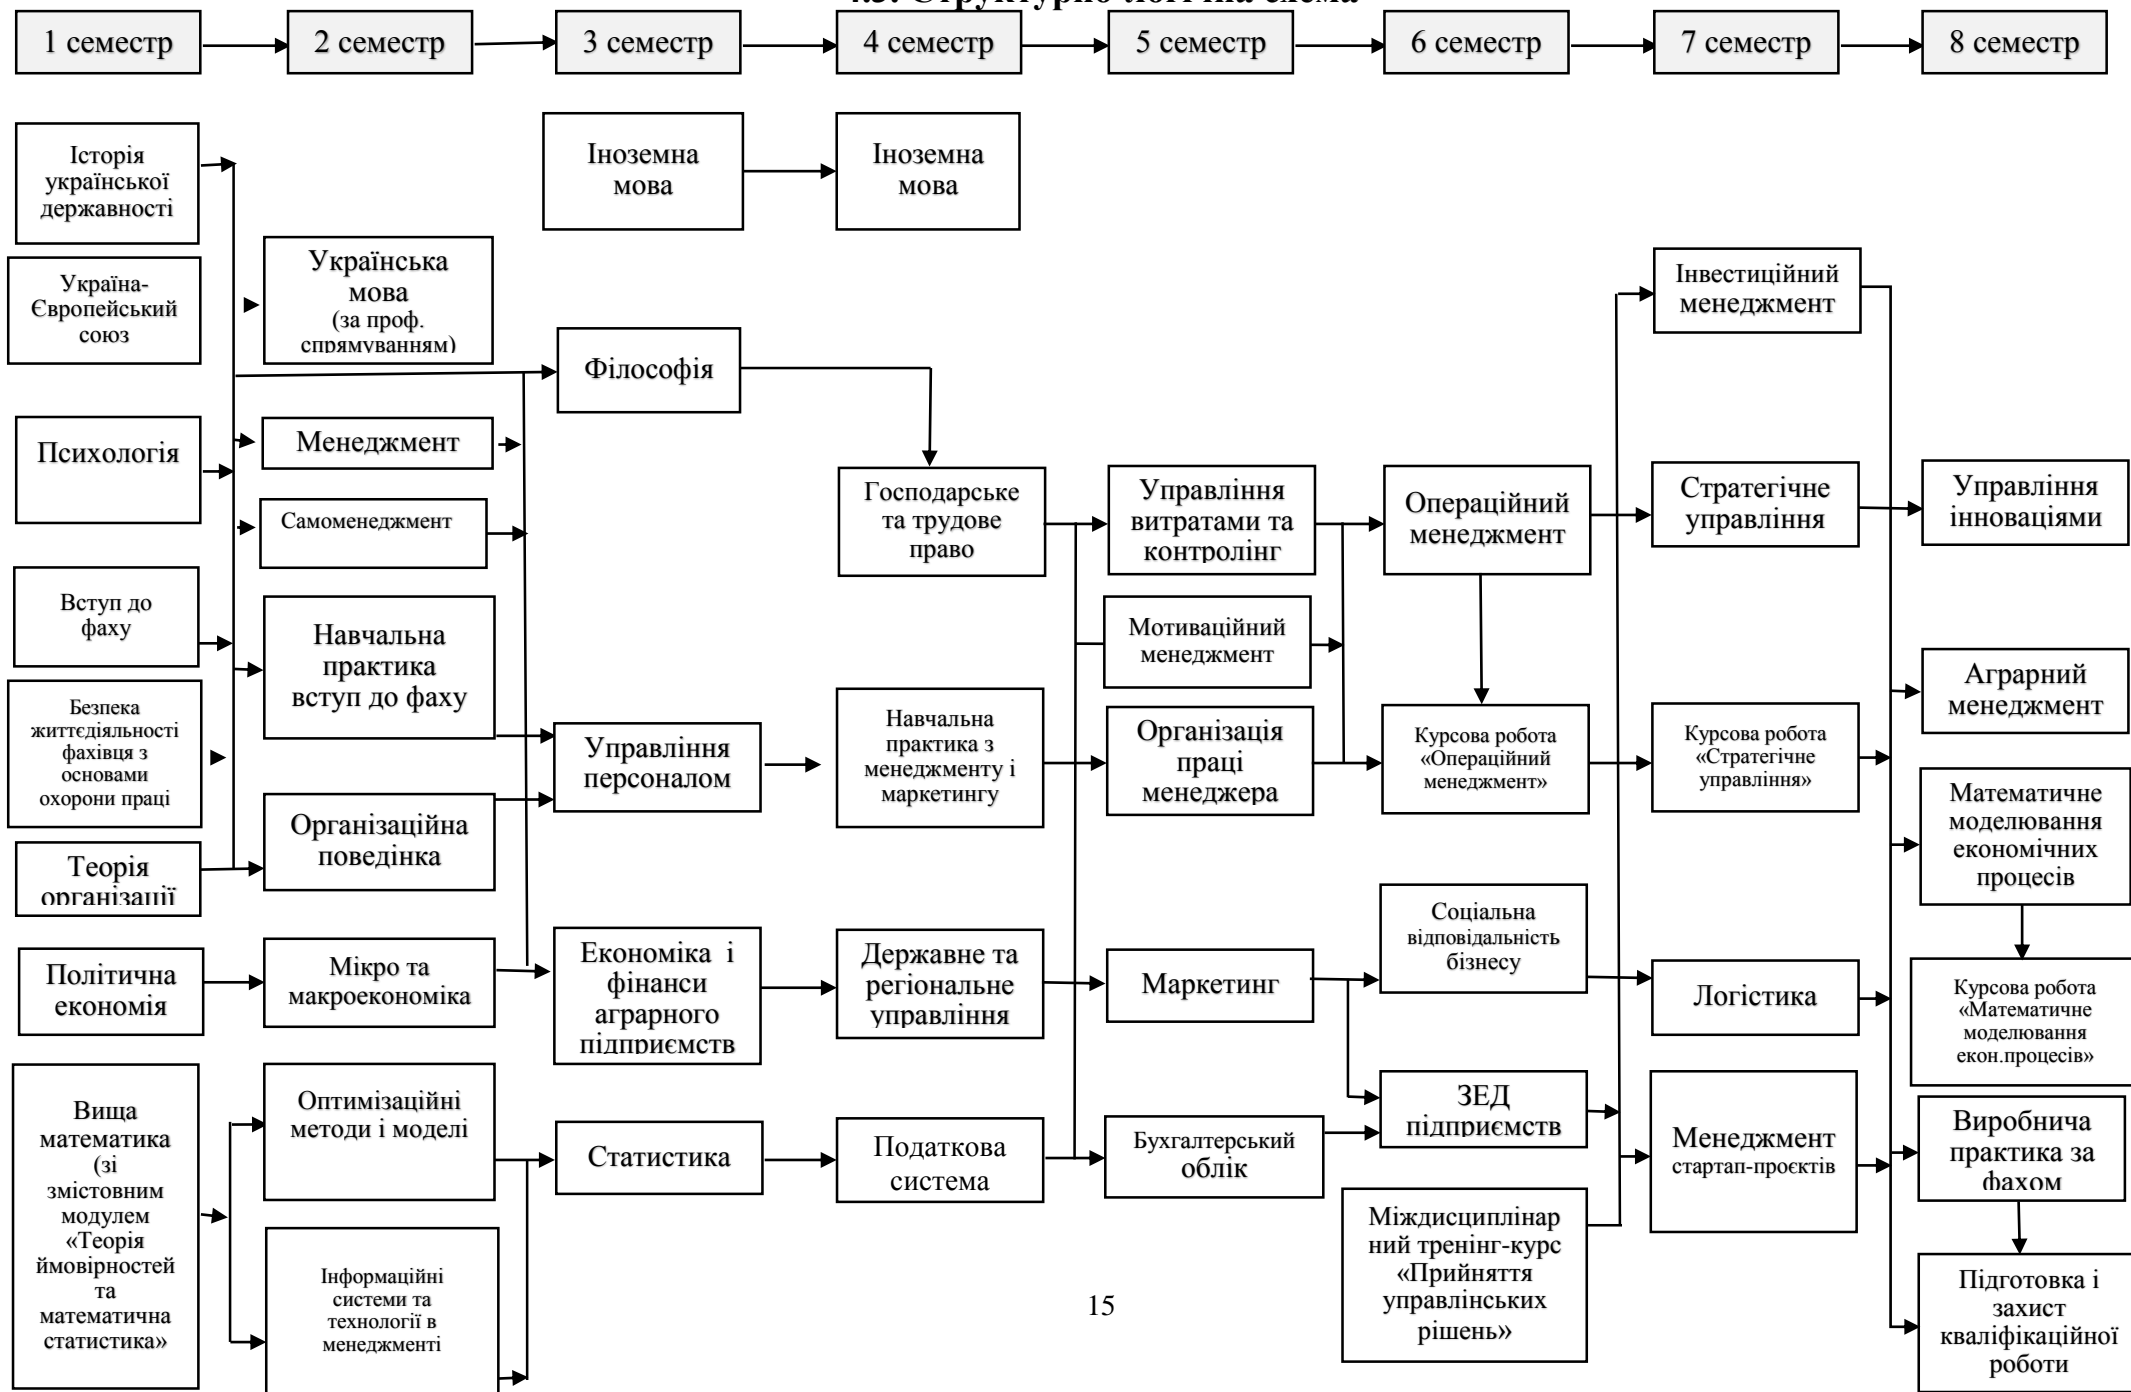 4.3. Структурно-логічна схема
1 семестр
2 семестр
3 семестр
4 семестр
5 семестр
6 семестр
7 семестр
8 семестр
Історія
української
державності
Україна-
Європейський
союз
Психологія
Вступ до
фаху
Безпека
життєдіяльності
фахівця з
основами
охорони праці
Теорія
організації
Політична
економія
Вища
математика
(зі
змістовним
модулем
«Теорія
ймовірностей
та
математична
статистика»
Українська
мова
(за проф.
спрямуванням)
Менеджмент
Самоменеджмент
Навчальна
практика
вступ до фаху
Організаційна
поведінка
Мікро та
макроекономіка
Оптимізаційні
методи і моделі
Інформаційні
системи та
технології в
менеджменті
Іноземна
мова
Філософія
Управління
персоналом
Економіка і
фінанси
аграрного
підприємств
Статистика
Іноземна
мова
Господарське
та трудове
право
Навчальна
практика з
менеджменту і
маркетингу
Державне та
регіональне
управління
Податкова
система
Управління
витратами та
контролінг
Мотиваційний
менеджмент
Організація
праці
менеджера
Маркетинг
Бухгалтерський
облік
Операційний
менеджмент
Курсова робота
«Операційний
менеджмент»
Соціальна
відповідальність
бізнесу
ЗЕД
підприємств
Міждисциплінар
ний тренінг-курс
«Прийняття
управлінських
рішень»
Інвестиційний
менеджмент
Стратегічне
управління
Курсова робота
«Стратегічне
управління»
Логістика
Менеджмент
стартап-проєктів
Управління
інноваціями
Аграрний
менеджмент
Математичне
моделювання
економічних
процесів
Курсова робота
«Математичне
моделювання
екон.процесів»
Виробнича
практика за
фахом
Підготовка і
захист
кваліфікаційної
роботи
15